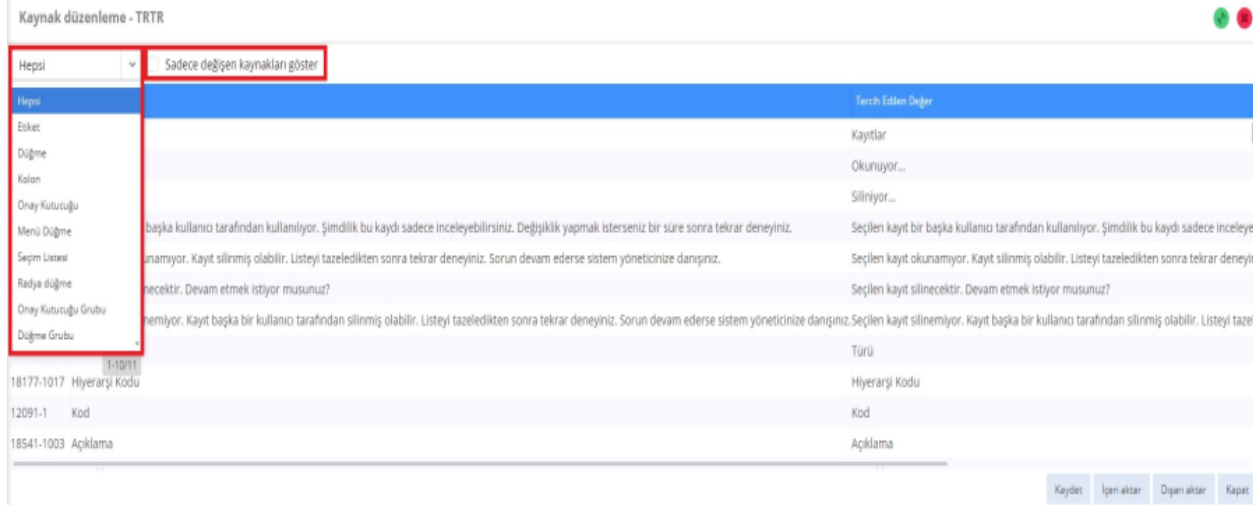 Kaynak düzenleme - TRTR
Hepsi
Sadece değişen kaynakları göster
Hepsi
Tercih Edilen Değer
Etiket
Kayıtlar
Düğme
Okunuyor...
Kolon
Siliniyor...
Onay Kutucuğu
Menü Düğme
başka kullanıcı tarafından kullanılıyor. Şimdilik bu kaydı sadece inceleyebilirsiniz. Değişiklik yapmak isterseniz bir süre sonra tekrar deneyiniz.
Seçilen kayıt bir başka kullanıcı tarafından kullanılıyor. Şimdilik bu kaydı sadece inceleye
Seçim Listesi
unamıyor. Kayıt silinmiş olabilir. Listeyi tazeledikten sonra tekrar deneyiniz. Sorun devam ederse sistem yöneticinize danışınız.
Seçilen kayıt okunamıyor. Kayıt silinmiş olabilir. Listeyi tazeledikten sonra tekrar deneyin
Radya düğme
necektir. Devam etmek istiyor musunuz?
Seçilen kayıt silinecektir. Devam etmek istiyor musunuz?
Onay Kutucuğu Grubu
nemiyor. Kayıt başka bir kullanıcı tarafından silinmiş olabilir. Listeyi tazeledikten sonra tekrar deneyiniz. Sorun devam ederse sistem yöneticinize danışınız.
Seçilen kayıt silinemiyor. Kayıt başka bir kullanıcı tarafından silinmiş olabilir. Listeyi tazel
Düğme Grubu
Türü
1-10/11
18177-1017 Hiyerarşi Kodu
Hiyerarşi Kodu
12091-1 Kod
Kod
18541-1003 Açıklama
Açıklama
Kaydet İçeri aktar Dışarı aktar Kapat